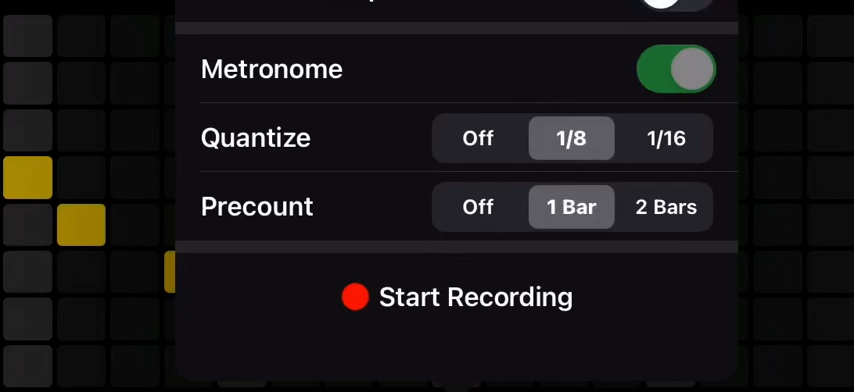 Metronome
Quantize Off 1/8 1/16
Precount Off 1 Bar 2 Bars
Start Recording